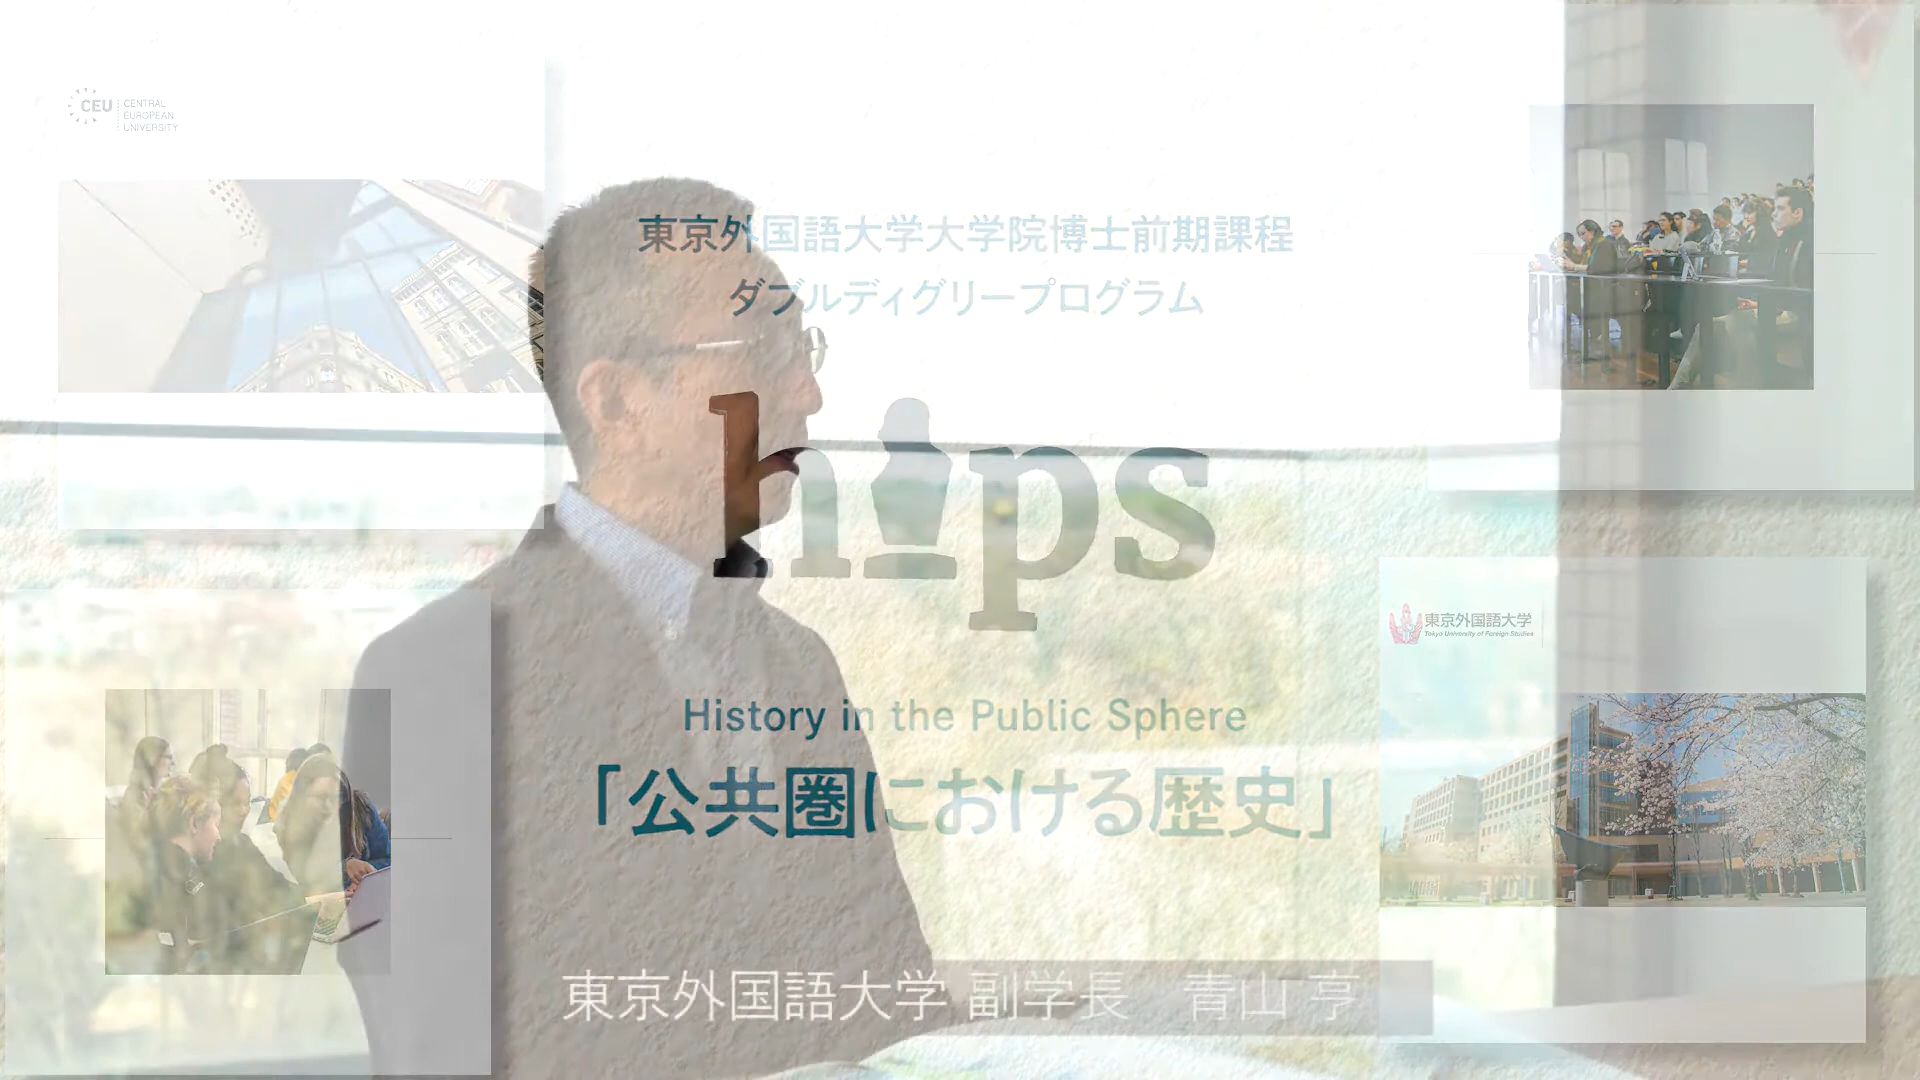 CEU
CENTRAL
EUROPEAN
UNIVERSITY
東京外国語大学大学院博士前期課程
ダブルディグリープログラム
hips
History in the Public Sphere
「公共圏における歴史」
東京外国語大学
Tokyo University of Foreign Studies
東京外国語大学 副学長　青山 亨